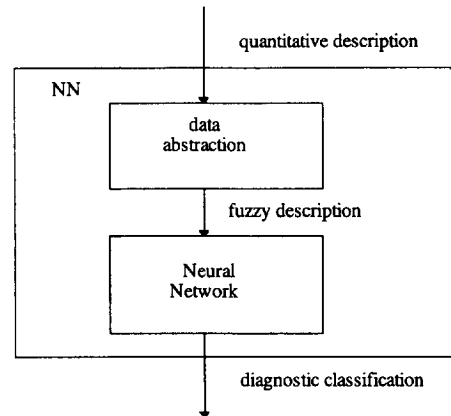 quantitative description
NN
data
abstraction
fuzzy description
Neural
Network
diagnostic classification